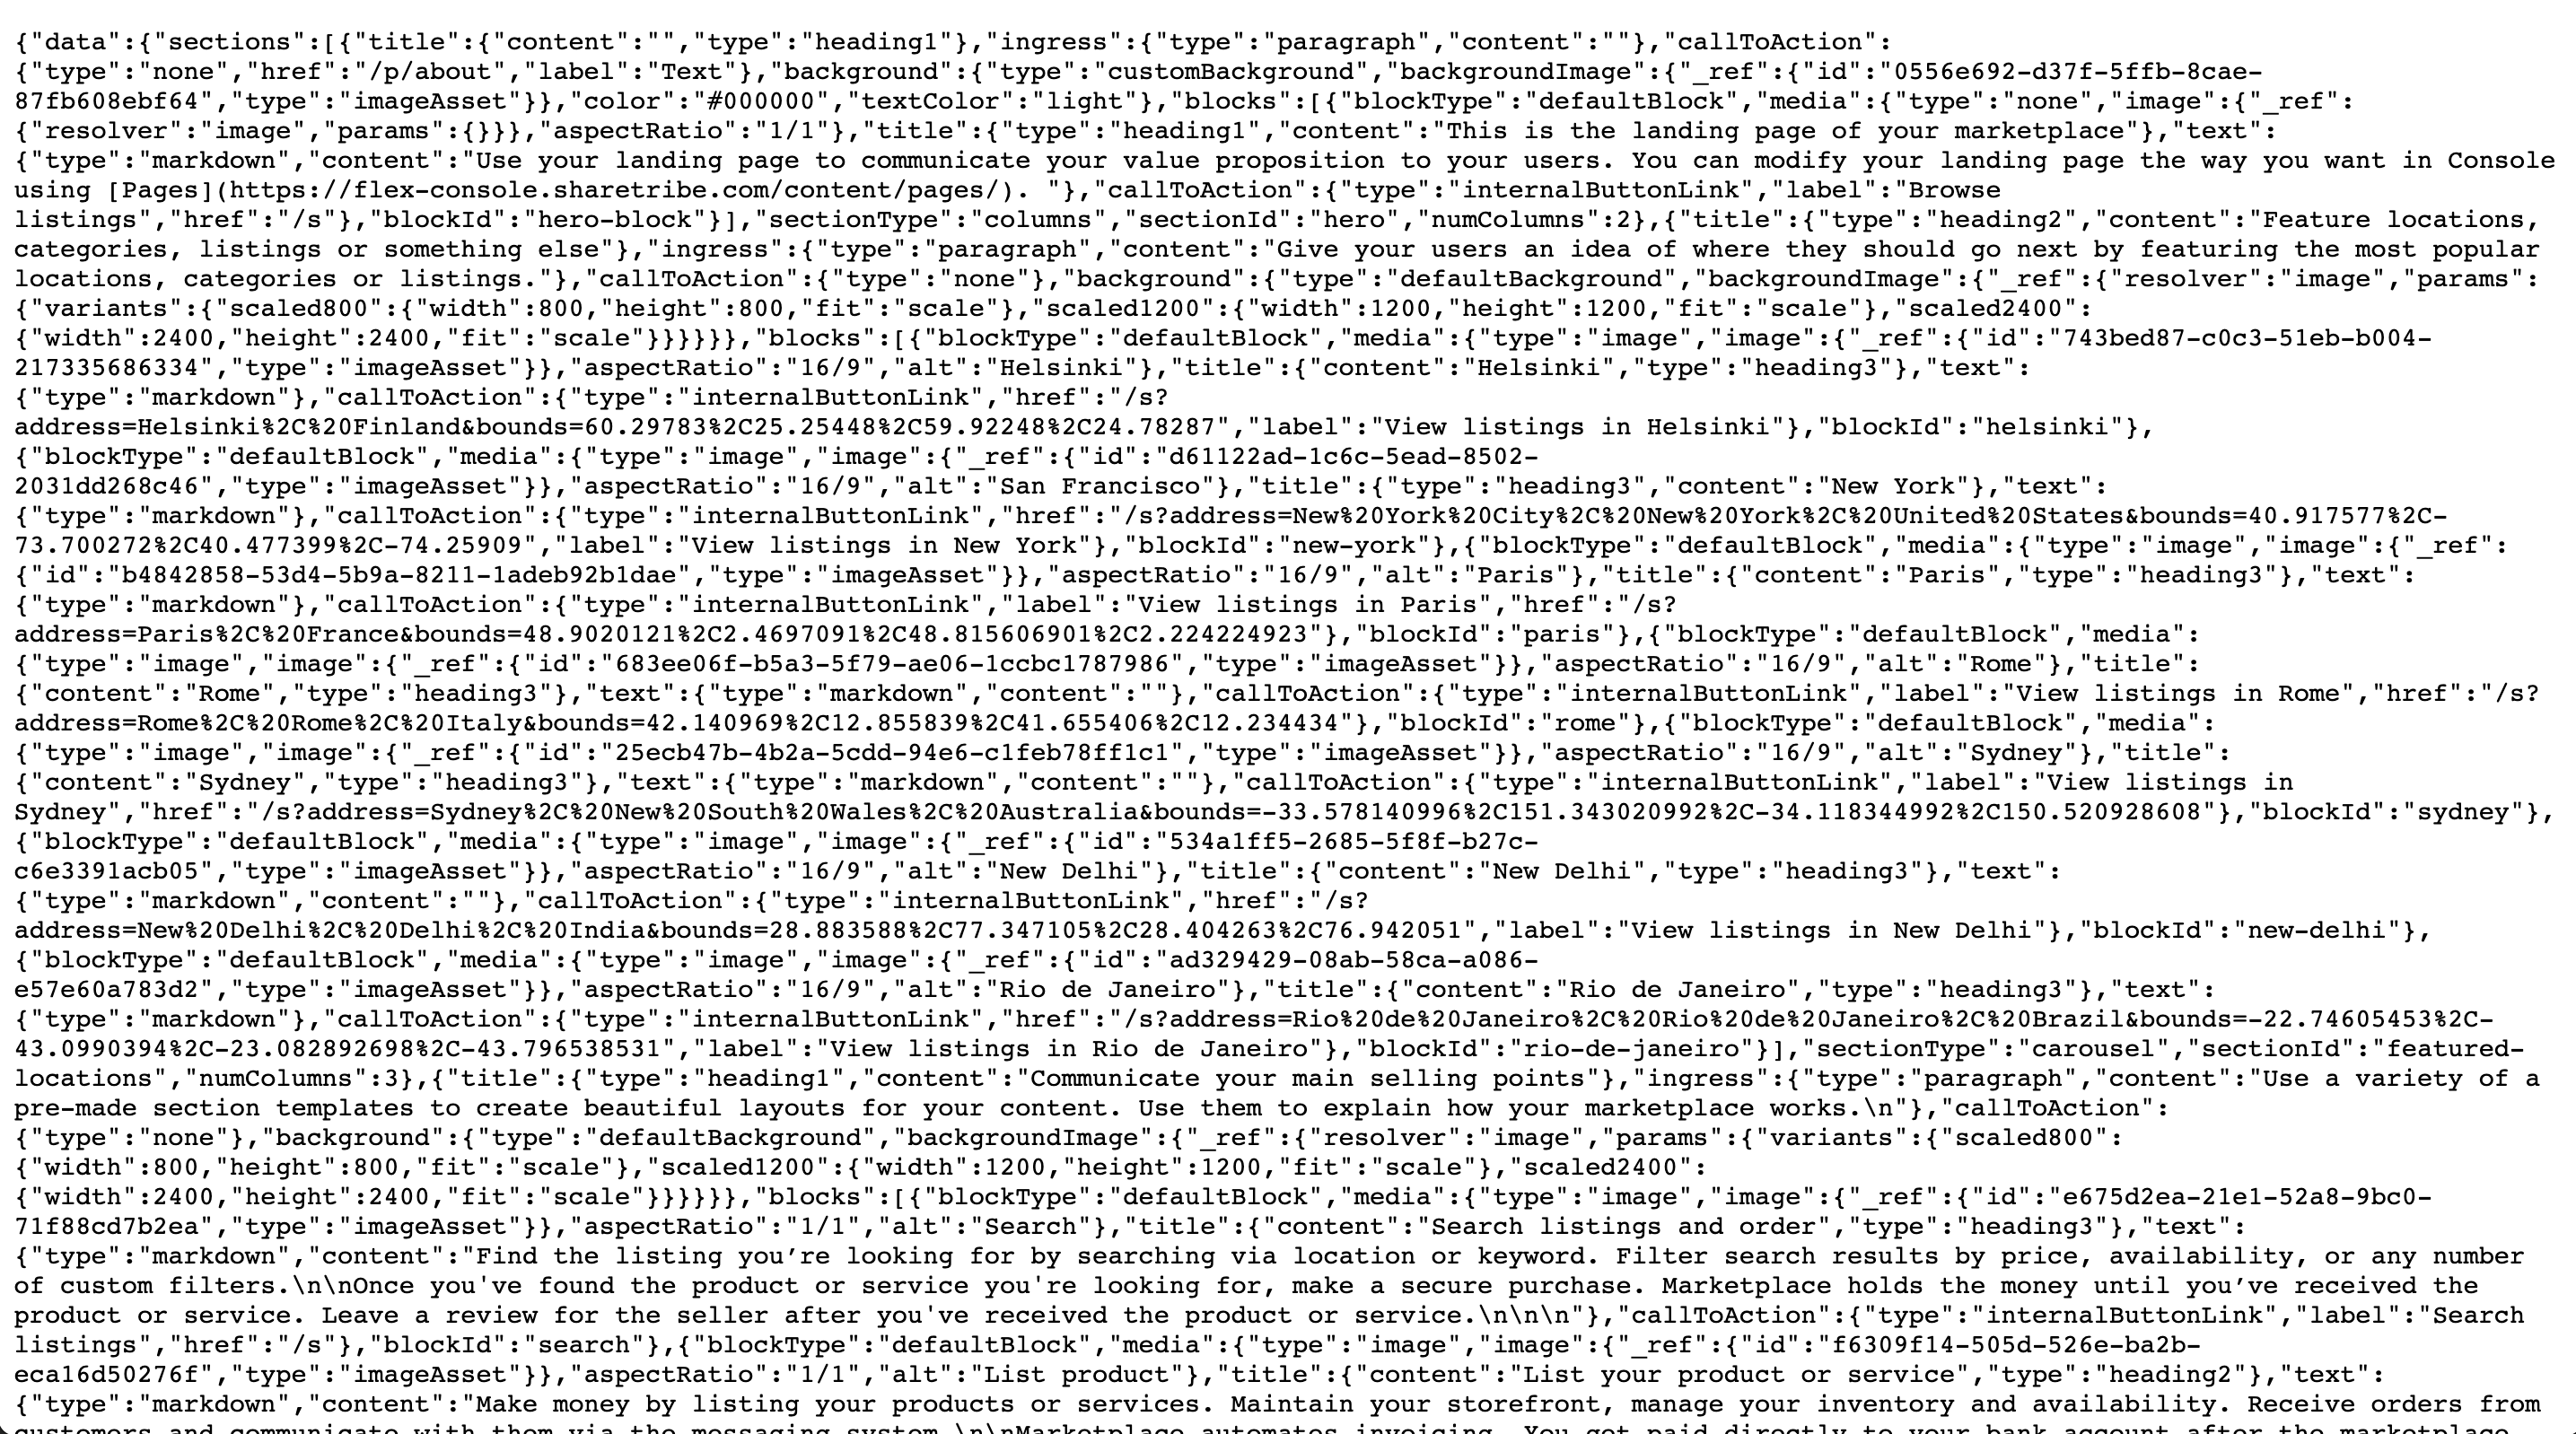 {"data":{"sections":[{"title":{"content":"","type":"heading1"},"ingress":{"type":"paragraph","content":""},"callToAction":
{"type":"none","href":"/p/about","label":"Text"},"background":{"type":"customBackground","backgroundImage":{"_ref":{"id":"0556e692-d37f-5ffb-8cae-
87fb608ebf64","type":"imageAsset"}},"color":"#000000","textColor":"light"},"blocks":[{"blockType":"defaultBlock","media":{"type":"none","image":{"_ref":
{"resolver":"image","params":{}}},"aspectRatio":"1/1"},"title":{"type":"heading1","content":"This is the landing page of your marketplace"},"text":
{"type":"markdown","content":"Use your landing page to communicate your value proposition to your users. You can modify your landing page the way you want in Console
using [Pages](https://flex-console.sharetribe.com/content/pages/). "},"callToAction":{"type":"internalButtonLink","label":"Browse
listings","href":"/s"},"blockId":"hero-block"}],"sectionType":"columns","sectionId":"hero","numColumns":2},{"title":{"type":"heading2","content":"Feature locations,
categories, listings or something else"},"ingress":{"type":"paragraph","content":"Give your users an idea of where they should go next by featuring the most popular
locations, categories or listings."},"callToAction":{"type":"none"},"background":{"type":"defaultBackground","backgroundImage":{"_ref":{"resolver":"image","params":
{"variants":{"scaled800":{"width":800,"height":800,"fit":"scale"},"scaled1200":{"width":1200,"height":1200,"fit":"scale"},"scaled2400":
{"width":2400,"height":2400,"fit":"scale"}}}}}},"blocks":[{"blockType":"defaultBlock","media":{"type":"image","image":{"_ref":{"id":"743bed87-c0c3-51eb-b004-
217335686334","type":"imageAsset"}},"aspectRatio":"16/9","alt":"Helsinki"},"title":{"content":"Helsinki","type":"heading3"},"text":
{"type":"markdown"},"callToAction":{"type":"internalButtonLink","href":"/s?
address=Helsinki%2C%20Finland&bounds=60.29783%2C25.25448%2C59.92248%2C24.78287","label":"View listings in Helsinki"},"blockId":"helsinki"},
{"blockType":"defaultBlock","media":{"type":"image","image":{"_ref":{"id":"d61122ad-1c6c-5ead-8502-
2031dd268c46","type":"imageAsset"}},"aspectRatio":"16/9","alt":"San Francisco"},"title":{"type":"heading3","content":"New York"},"text":
{"type":"markdown"},"callToAction":{"type":"internalButtonLink","href":"/s?address=New%20York%20City%2C%20New%20York%2C%20United%20States&bounds=40.917577%2C-
73.700272%2C40.477399%2C-74.25909","label":"View listings in New York"},"blockId":"new-york"},{"blockType":"defaultBlock","media":{"type":"image","image":{"_ref":
{"id":"b4842858-53d4-5b9a-8211-1adeb92b1dae","type":"imageAsset"}},"aspectRatio":"16/9","alt":"Paris"},"title":{"content":"Paris","type":"heading3"},"text":
{"type":"markdown"},"callToAction":{"type":"internalButtonLink","label":"View listings in Paris","href":"/s?
address=Paris%2C%20France&bounds=48.9020121%2C2.4697091%2C48.815606901%2C2.224224923"},"blockId":"paris"},{"blockType":"defaultBlock","media":
{"type":"image","image":{"_ref":{"id":"683ee06f-b5a3-5f79-ae06-1ccbc1787986","type":"imageAsset"}},"aspectRatio":"16/9","alt":"Rome"},"title":
{"content":"Rome","type":"heading3"},"text":{"type":"markdown","content":""},"callToAction":{"type":"internalButtonLink","label":"View listings in Rome","href":"/s?
address=Rome%2C%20Rome%2C%20Italy&bounds=42.140969%2C12.855839%2C41.655406%2C12.234434"},"blockId":"rome"},{"blockType":"defaultBlock","media":
{"type":"image","image":{"_ref":{"id":"25ecb47b-4b2a-5cdd-94e6-c1feb78ff1c1","type":"imageAsset"}},"aspectRatio":"16/9","alt":"Sydney"},"title":
{"content":"Sydney","type":"heading3"},"text":{"type":"markdown","content":""},"callToAction":{"type":"internalButtonLink","label":"View listings in
Sydney","href":"/s?address=Sydney%2C%20New%20South%20Wales%2C%20Australia&bounds=-33.578140996%2C151.343020992%2C-34.118344992%2C150.520928608"},"blockId":"sydney"},
{"blockType":"defaultBlock","media":{"type":"image","image":{"_ref":{"id":"534a1ff5-2685-5f8f-b27c-
c6e3391acb05","type":"imageAsset"}},"aspectRatio":"16/9","alt":"New Delhi"},"title":{"content":"New Delhi","type":"heading3"},"text":
{"type":"markdown","content":""},"callToAction":{"type":"internalButtonLink","href":"/s?
address=New%20Delhi%2C%20Delhi%2C%20India&bounds=28.883588%2C77.347105%2C28.404263%2C76.942051","label":"View listings in New Delhi"},"blockId":"new-delhi"},
{"blockType":"defaultBlock","media":{"type":"image","image":{"_ref":{"id":"ad329429-08ab-58ca-a086-
e57e60a783d2","type":"imageAsset"}},"aspectRatio":"16/9","alt":"Rio de Janeiro"},"title":{"content":"Rio de Janeiro","type":"heading3"},"text":
{"type":"markdown"},"callToAction":{"type":"internalButtonLink","href":"/s?address=Rio%20de%20Janeiro%2C%20Rio%20de%20Janeiro%2C%20Brazil&bounds=-22.74605453%2C-
43.0990394%2C-23.082892698%2C-43.796538531","label":"View listings in Rio de Janeiro"},"blockId":"rio-de-janeiro"}],"sectionType":"carousel","sectionId":"featured-
locations","numColumns":3},{"title":{"type":"heading1","content":"Communicate your main selling points"},"ingress":{"type":"paragraph","content":"Use a variety of a
pre-made section templates to create beautiful layouts for your content. Use them to explain how your marketplace works.\n"},"callToAction":
{"type":"none"},"background":{"type":"defaultBackground","backgroundImage":{"_ref":{"resolver":"image","params":{"variants":{"scaled800":
{"width":800,"height":800,"fit":"scale"},"scaled1200":{"width":1200,"height":1200,"fit":"scale"},"scaled2400":
{"width":2400,"height":2400,"fit":"scale"}}}}}},"blocks":[{"blockType":"defaultBlock","media":{"type":"image","image":{"_ref":{"id":"e675d2ea-21e1-52a8-9bc0-
71f88cd7b2ea","type":"imageAsset"}},"aspectRatio":"1/1","alt":"Search"},"title":{"content":"Search listings and order","type":"heading3"},"text":
{"type":"markdown","content":"Find the listing you’re looking for by searching via location or keyword. Filter search results by price, availability, or any number
of custom filters.\n\nOnce you've found the product or service you're looking for, make a secure purchase. Marketplace holds the money until you’ve received the
product or service. Leave a review for the seller after you've received the product or service.\n\n\n"},"callToAction":{"type":"internalButtonLink","label":"Search
listings","href":"/s"},"blockId":"search"},{"blockType":"defaultBlock","media":{"type":"image","image":{"_ref":{"id":"f6309f14-505d-526e-ba2b-
eca16d50276f","type":"imageAsset"}},"aspectRatio":"1/1","alt":"List product"},"title":{"content":"List your product or service","type":"heading2"},"text":
{"type":"markdown","content":"Make money by listing your products or services. Maintain your storefront, manage your inventory and availability. Receive orders from
customers and communicate with them via the messaging system.\n\nMarketplace automates invoicing. You get paid directly to your bank account after the marketplace